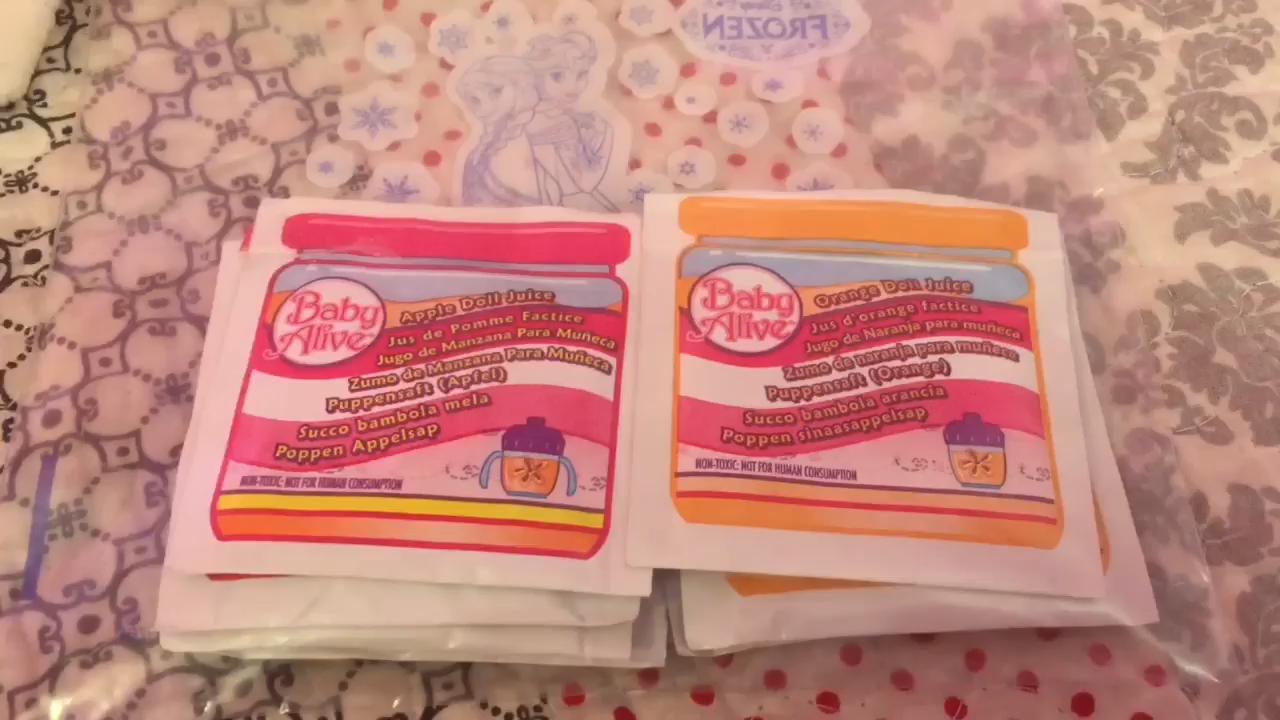 Disney
FROZEN
Baby
Alive
Apple Doll Juice
Jus de Pomme Factice
Jugo de Manzana Para Muñeca
Zumo de Manzana Para Muñeca
Puppensaft (Apfel)
Succo bambola mela
Poppen Appelsap
NON-TOXIC: NOT FOR HUMAN CONSUMPTION
Baby
Alive
Orange Doll Juice
Jus d'orange factice
Jugo de Naranja para muñeca
Zumo de naranja para muñeca
Puppensaft (Orange)
Succo bambola arancia
Poppen sinaasappelsap
NON-TOXIC: NOT FOR HUMAN CONSUMPTION